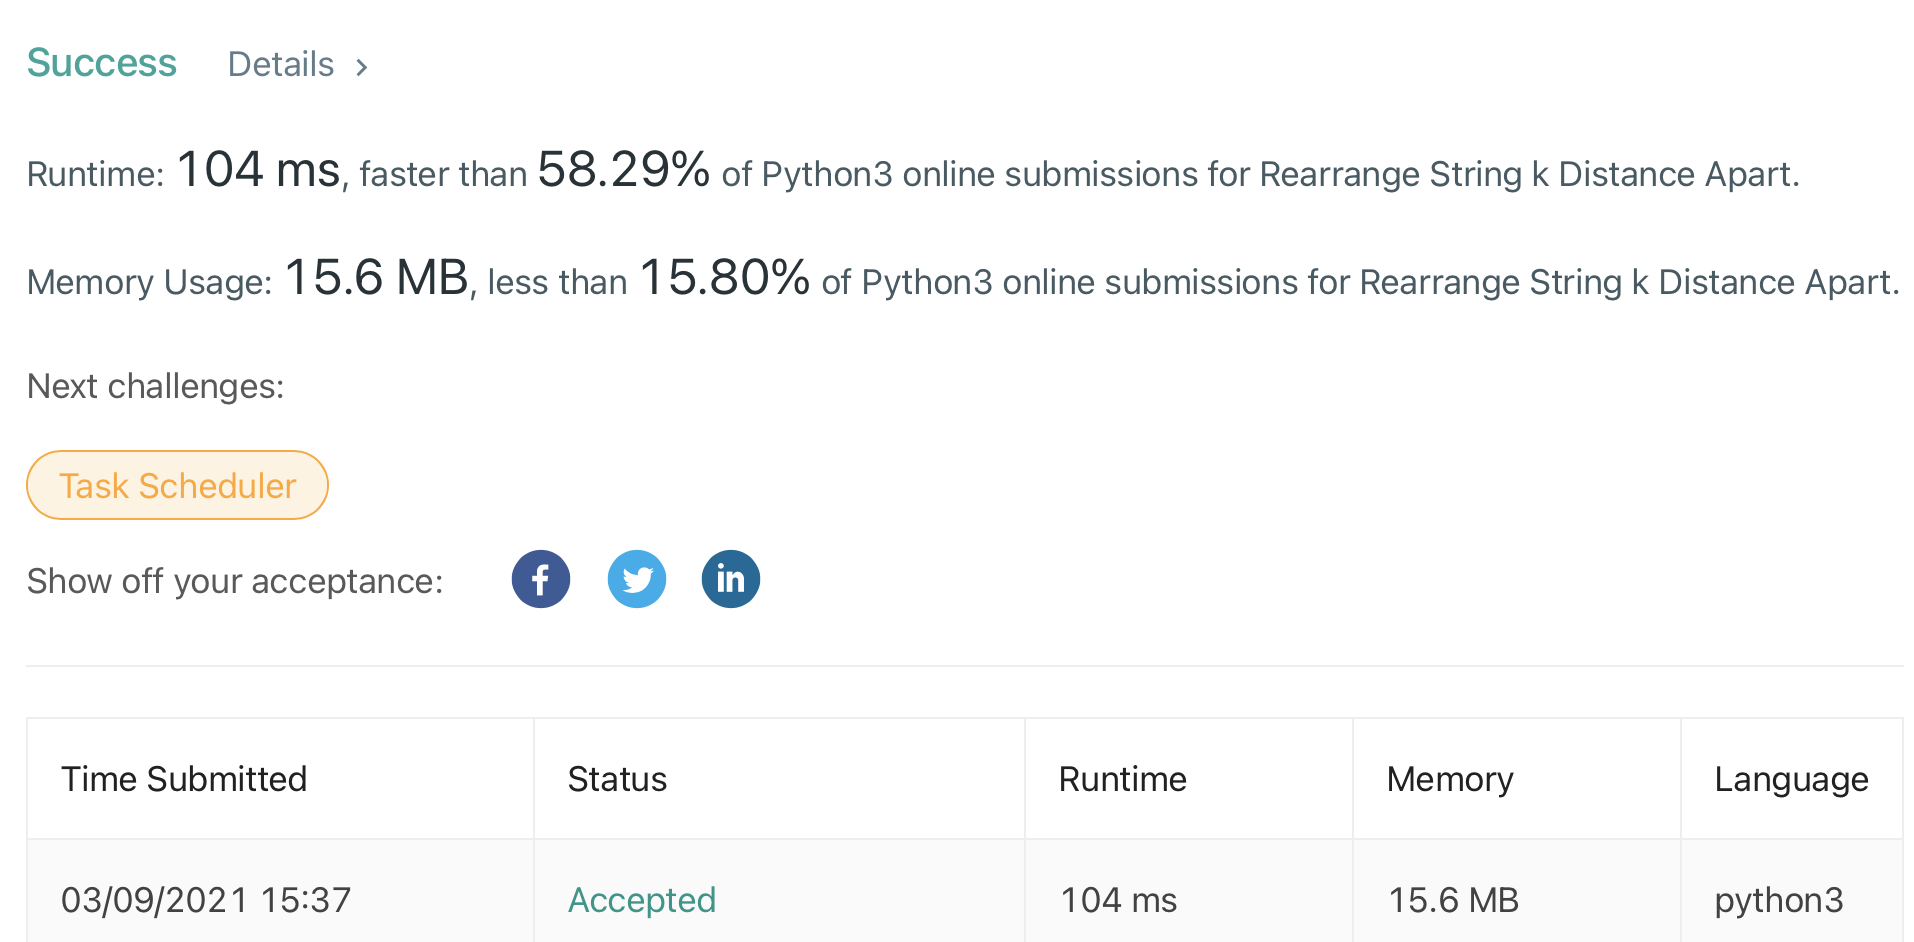 Success Details >
Runtime: 104 ms, faster than 58.29% of Python3 online submissions for Rearrange String k Distance Apart.
Memory Usage: 15.6 MB, less than 15.80% of Python3 online submissions for Rearrange String k Distance Apart.
Next challenges:
Task Scheduler
Show off your acceptance: f in
Time Submitted Status Runtime Memory Language
03/09/2021 15:37 Accepted 104 ms 15.6 MB python3